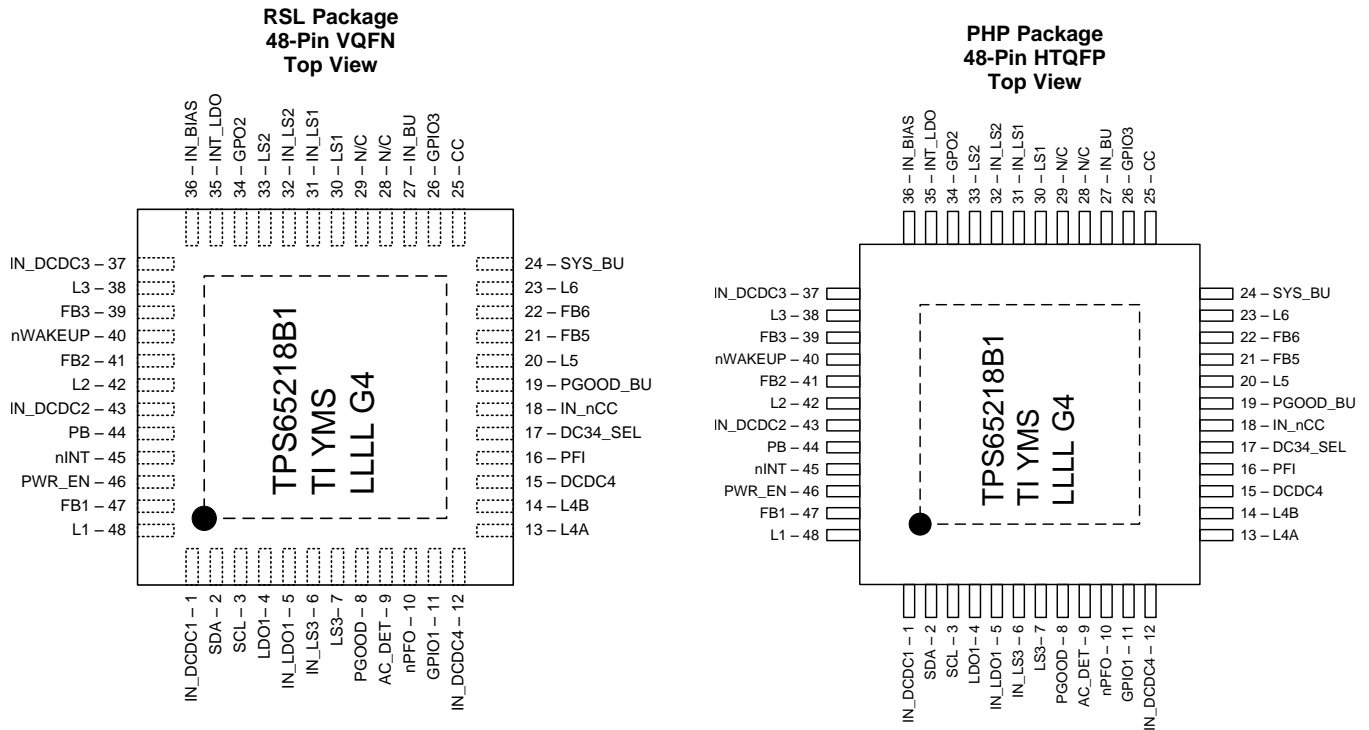 RSL Package
48-Pin VQFN
Top View
36 – IN_BIAS
35 – INT_LDO
34 – GPO2
33 – LS2
32 – IN_LS2
31 – IN_LS1
30 – LS1
29 – N/C
28 – N/C
27 – IN_BU
26 – GPIO3
25 – CC
IN_DCDC3 – 37
L3 – 38
FB3 – 39
nWAKEUP – 40
FB2 – 41
L2 – 42
IN_DCDC2 – 43
PB – 44
nINT – 45
PWR_EN – 46
FB1 – 47
L1 – 48
TPS65218B1
TI YMS
LLLL G4
24 – SYS_BU
23 – L6
22 – FB6
21 – FB5
20 – L5
19 – PGOOD_BU
18 – IN_nCC
17 – DC34_SEL
16 – PFI
15 – DCDC4
14 – L4B
13 – L4A
IN_DCDC1 – 1
SDA – 2
SCL – 3
LDO1 – 4
IN_LDO1 – 5
IN_LS3 – 6
LS3 – 7
PGOOD – 8
AC_DET – 9
nPFO – 10
GPIO1 – 11
IN_DCDC4 – 12
PHP Package
48-Pin HTQFP
Top View
36 – IN_BIAS
35 – INT_LDO
34 – GPO2
33 – LS2
32 – IN_LS2
31 – IN_LS1
30 – LS1
29 – N/C
28 – N/C
27 – IN_BU
26 – GPIO3
25 – CC
IN_DCDC3 – 37
L3 – 38
FB3 – 39
nWAKEUP – 40
FB2 – 41
L2 – 42
IN_DCDC2 – 43
PB – 44
nINT – 45
PWR_EN – 46
FB1 – 47
L1 – 48
TPS65218B1
TI YMS
LLLL G4
24 – SYS_BU
23 – L6
22 – FB6
21 – FB5
20 – L5
19 – PGOOD_BU
18 – IN_nCC
17 – DC34_SEL
16 – PFI
15 – DCDC4
14 – L4B
13 – L4A
IN_DCDC1 – 1
SDA – 2
SCL – 3
LDO1 – 4
IN_LDO1 – 5
IN_LS3 – 6
LS3 – 7
PGOOD – 8
AC_DET – 9
nPFO – 10
GPIO1 – 11
IN_DCDC4 – 12